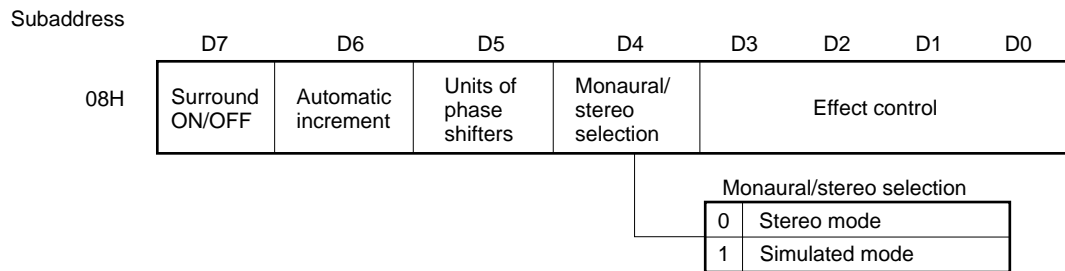 Subaddress
D7 D6 D5 D4 D3 D2 D1 D0
08H
Surround
ON/OFF
Automatic
increment
Units of
phase
shifters
Monaural/
stereo
selection
Effect control
Monaural/stereo selection
0 Stereo mode
1 Simulated mode